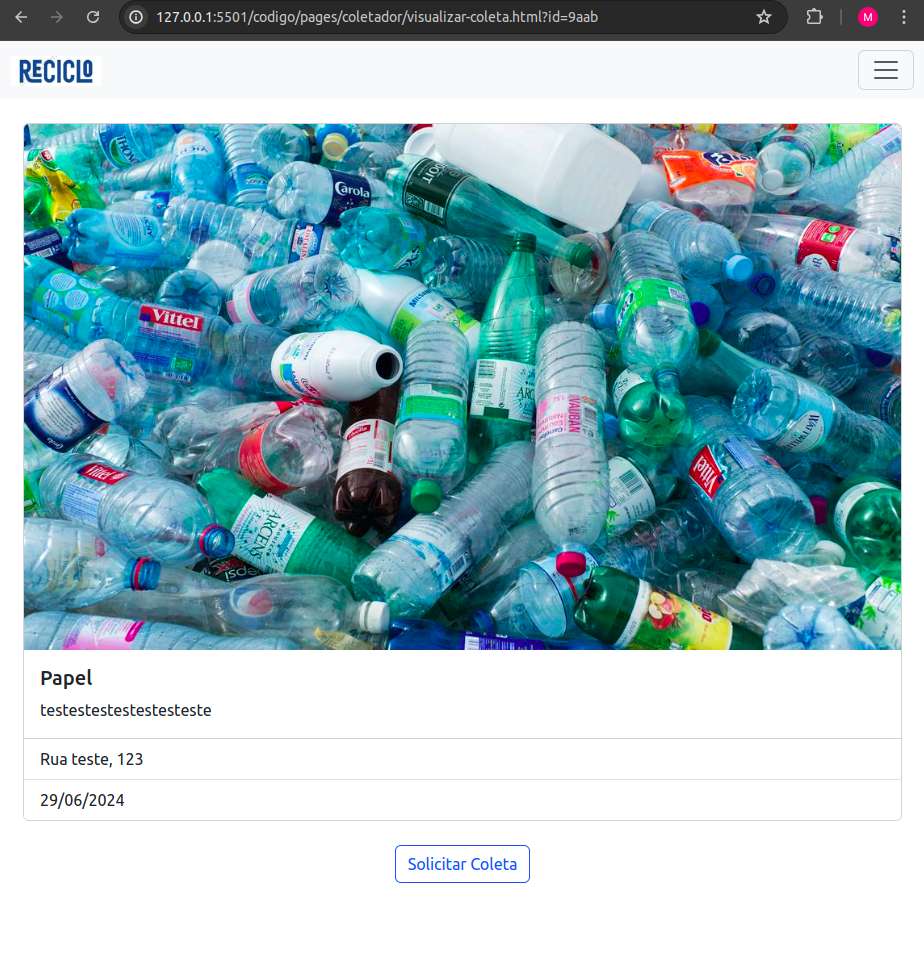 127.0.0.1:5501/codigo/pages/coletador/visualizar-coleta.html?id=9aab
M
RECICLO
Carola
Vittel
VAUBAN
ARCENS
Vittel
Vittel
pepsi
Papel
testestestestestesteste
Rua teste, 123
29/06/2024
Solicitar Coleta